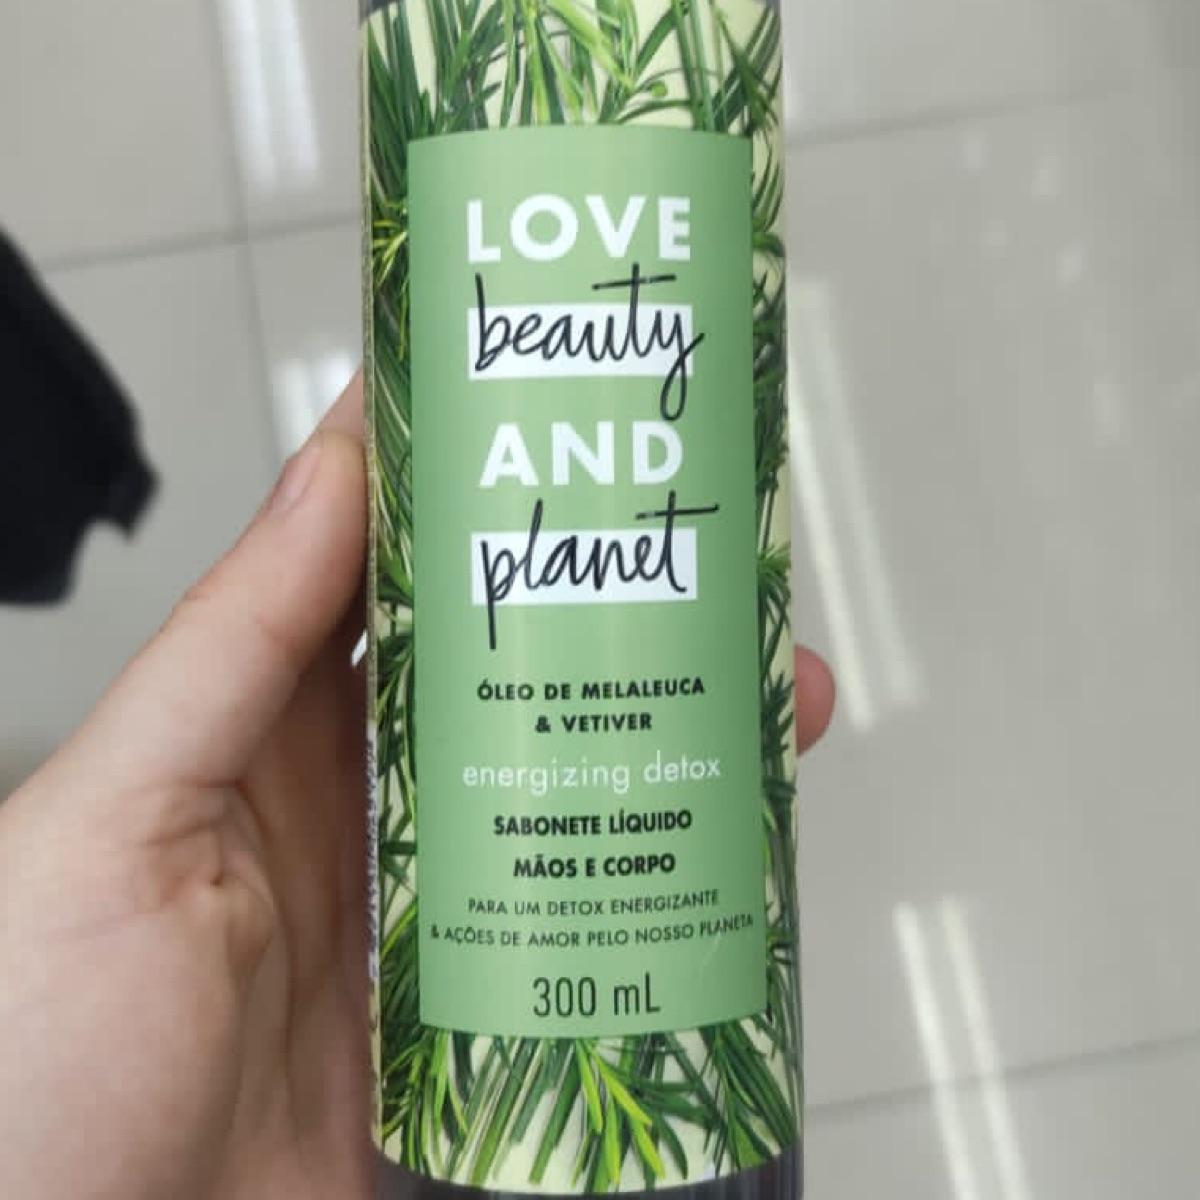 LOVE
beauty
AND
planet
ÓLEO DE MELALEUCA
& VETIVER
energizing detox
SABONETE LÍQUIDO
MÃOS E CORPO
PARA UM DETOX ENERGIZANTE
& AÇÕES DE AMOR PELO NOSSO PLANETA
300 mL